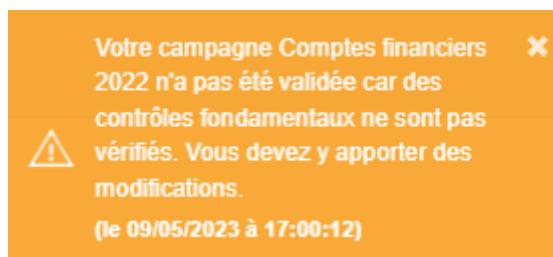 Votre campagne Comptes financiers
2022 n'a pas été validée car des
contrôles fondamentaux ne sont pas
vérifiés. Vous devez y apporter des
modifications.
(le 09/05/2023 à 17:00:12)